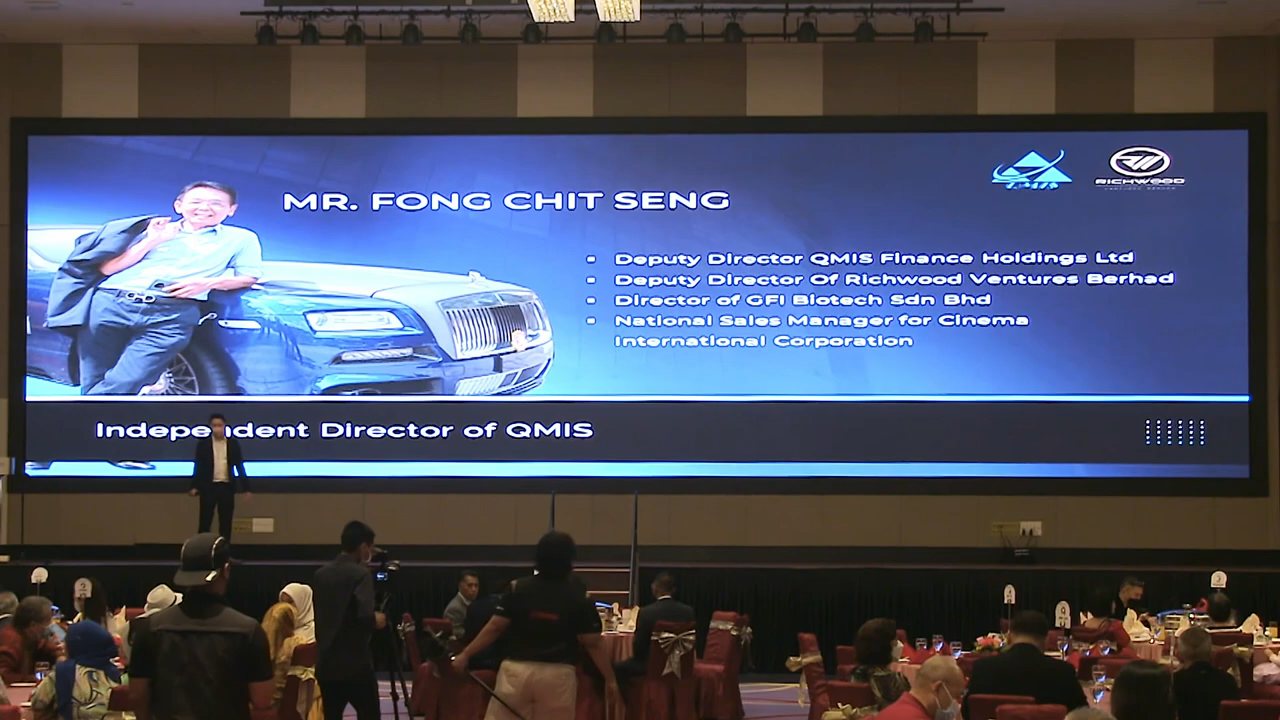 RICHWOOD
MR. FONG CHIT SENG
Deputy Director QMIS Finance Holdings Ltd
Deputy Director Of Richwood Ventures Berhad
Director of GFI Biotech Sdn Bhd
National Sales Manager for Cinema
International Corporation
Independent Director of QMIS